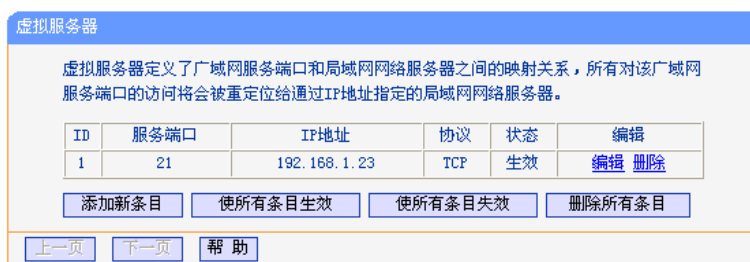 虚拟服务器
虚拟服务器定义了广域网服务端口和局域网网络服务器之间的映射关系，所有对该广域网
服务端口的访问将会被重定位给通过IP地址指定的局域网网络服务器。
ID 服务端口 IP地址 协议 状态 编辑
1 21 192.168.1.23 TCP 生效 编辑 删除
添加新条目 使所有条目生效 使所有条目失效 删除所有条目
上一页 下一页 帮 助